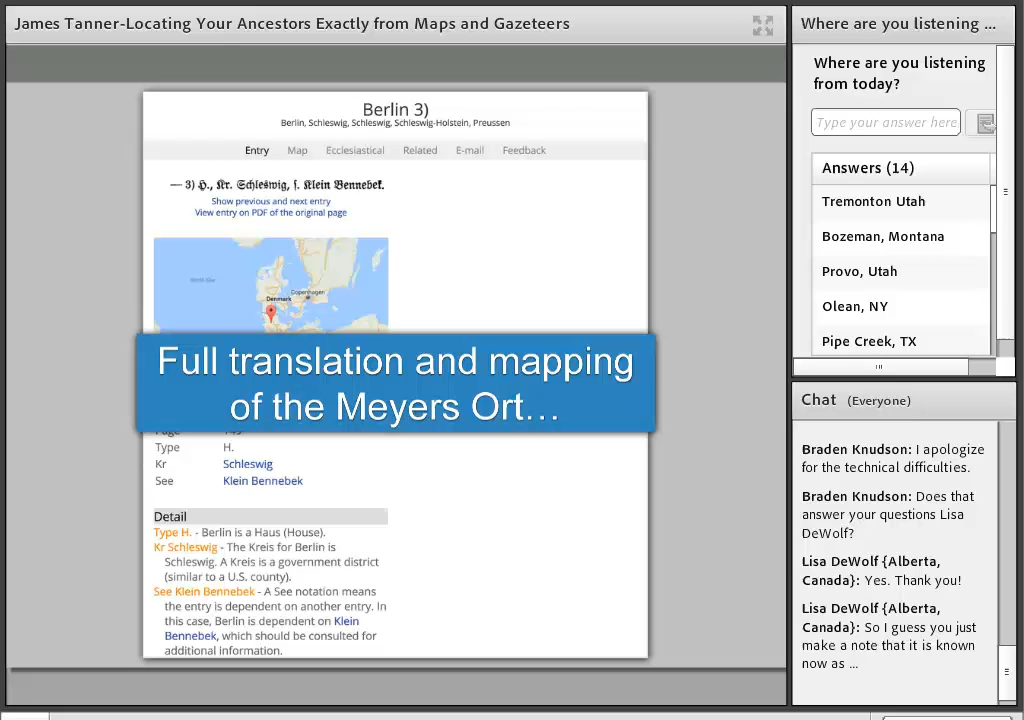 James Tanner-Locating Your Ancestors Exactly from Maps and Gazeteers
Berlin 3)
Berlin, Schleswig, Schleswig, Schleswig-Holstein, Preussen
Entry Map Ecclesiastical Related E-mail Feedback
— 3) H., Kr. Schleswig, s. Klein Bennebek.
Show previous and next entry
View entry on PDF of the original page
North Sea
Copenhagen
Denmark
Full translation and mapping
of the Meyers Ort…
Type H.
Kr Schleswig
See Klein Bennebek
Detail
Type H. - Berlin is a Haus (House).
Kr Schleswig - The Kreis for Berlin is
Schleswig. A Kreis is a government district
(similar to a U.S. county).
See Klein Bennebek - A See notation means
the entry is dependent on another entry. In
this case, Berlin is dependent on Klein
Bennebek, which should be consulted for
additional information.
Where are you listening ...
Where are you listening
from today?
Type your answer here
Answers (14)
Tremonton Utah
Bozeman, Montana
Provo, Utah
Olean, NY
Pipe Creek, TX
Chat (Everyone)
Braden Knudson: I apologize
for the technical difficulties.
Braden Knudson: Does that
answer your questions Lisa
DeWolf?
Lisa DeWolf {Alberta,
Canada}: Yes. Thank you!
Lisa DeWolf {Alberta,
Canada}: So I guess you just
make a note that it is known
now as ...